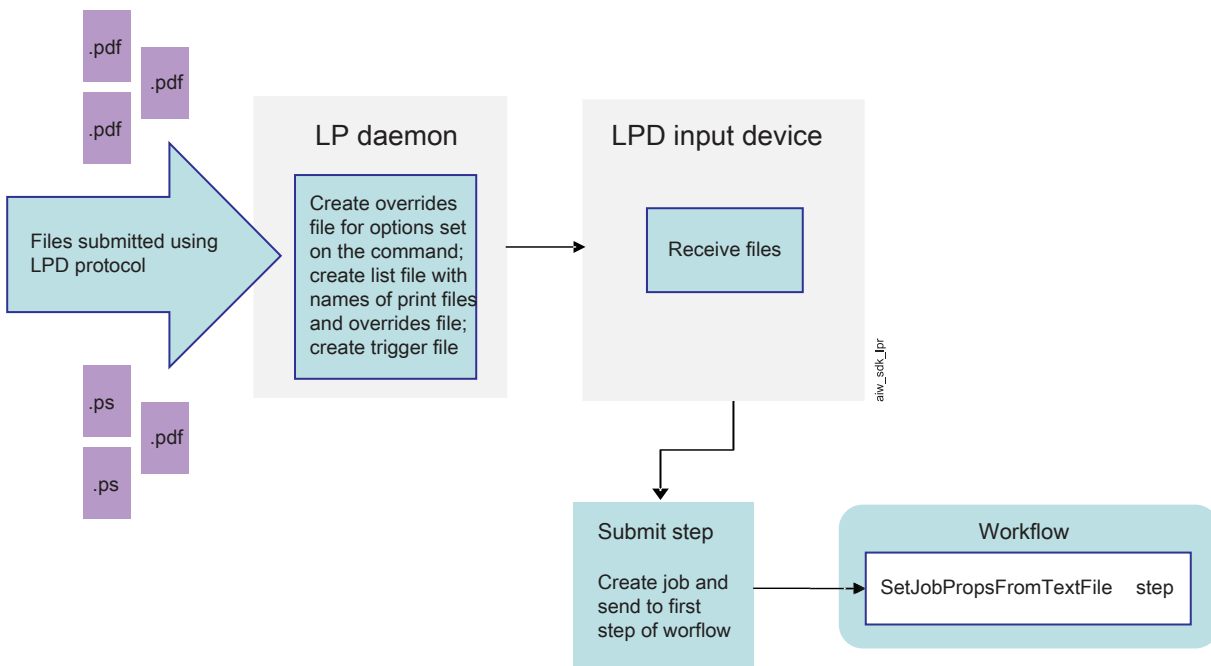 .pdf
.pdf
.pdf
Files submitted using
LPD protocol
.ps
.pdf
.ps
LP daemon
Create overrides
file for options set
on the command;
create list file with
names of print files
and overrides file;
create trigger file
LPD input device
Receive files
aiw_sdk_lpr
Submit step
Create job and
send to first
step of worflow
Workflow
SetJobPropsFromTextFile step